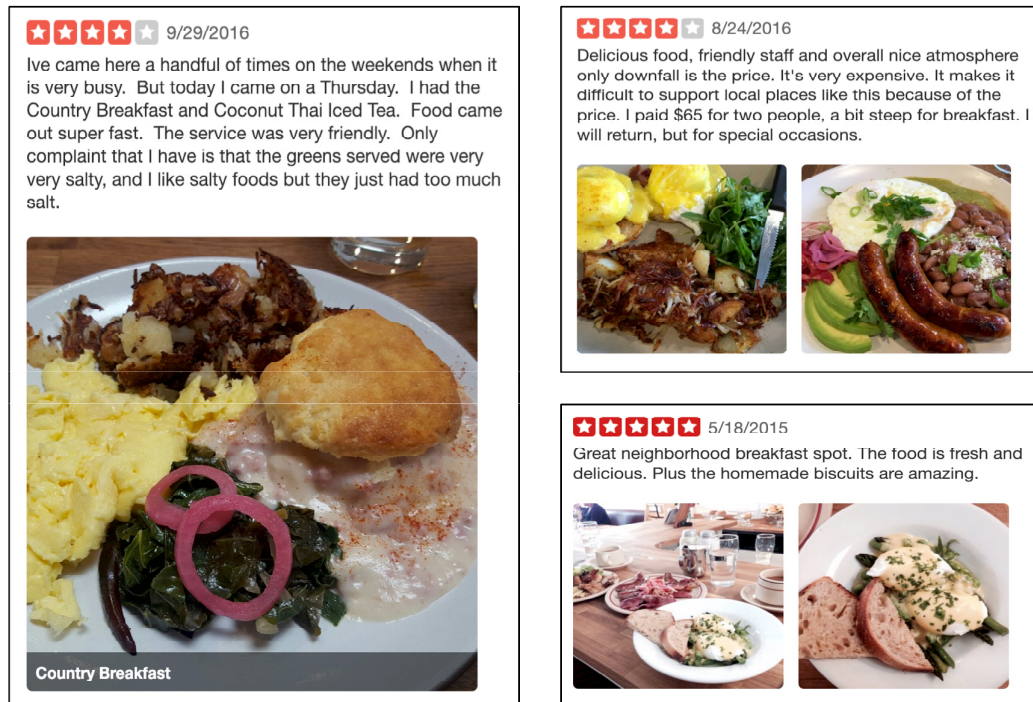 9/29/2016
Ive came here a handful of times on the weekends when it
is very busy. But today I came on a Thursday. I had the
Country Breakfast and Coconut Thai Iced Tea. Food came
out super fast. The service was very friendly. Only
complaint that I have is that the greens served were very
very salty, and I like salty foods but they just had too much
salt.
Country Breakfast
8/24/2016
Delicious food, friendly staff and overall nice atmosphere
only downfall is the price. It's very expensive. It makes it
difficult to support local places like this because of the
price. I paid $65 for two people, a bit steep for breakfast. I
will return, but for special occasions.
5/18/2015
Great neighborhood breakfast spot. The food is fresh and
delicious. Plus the homemade biscuits are amazing.